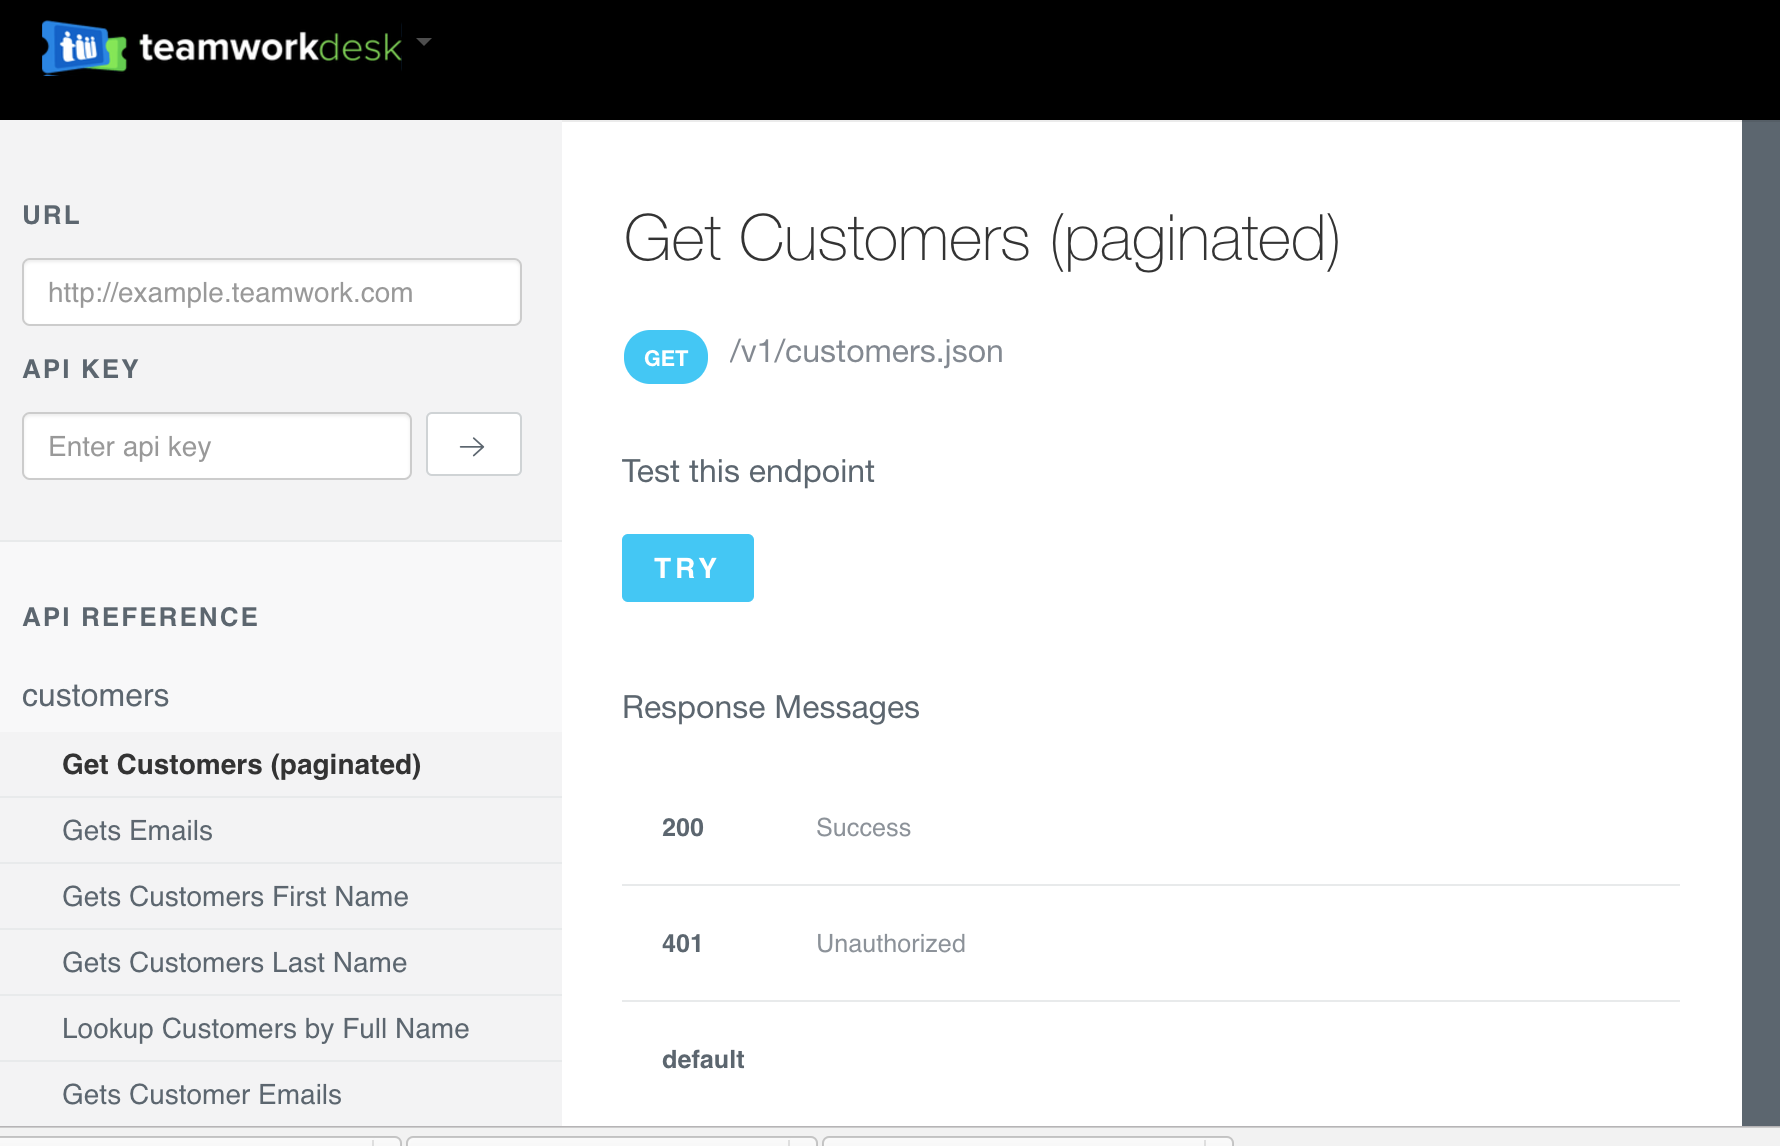 teamworkdesk
URL
http://example.teamwork.com
API KEY
Enter api key
API REFERENCE
customers
Get Customers (paginated)
Gets Emails
Gets Customers First Name
Gets Customers Last Name
Lookup Customers by Full Name
Gets Customer Emails
Get Customers (paginated)
GET /v1/customers.json
Test this endpoint
TRY
Response Messages
200 Success
401 Unauthorized
default